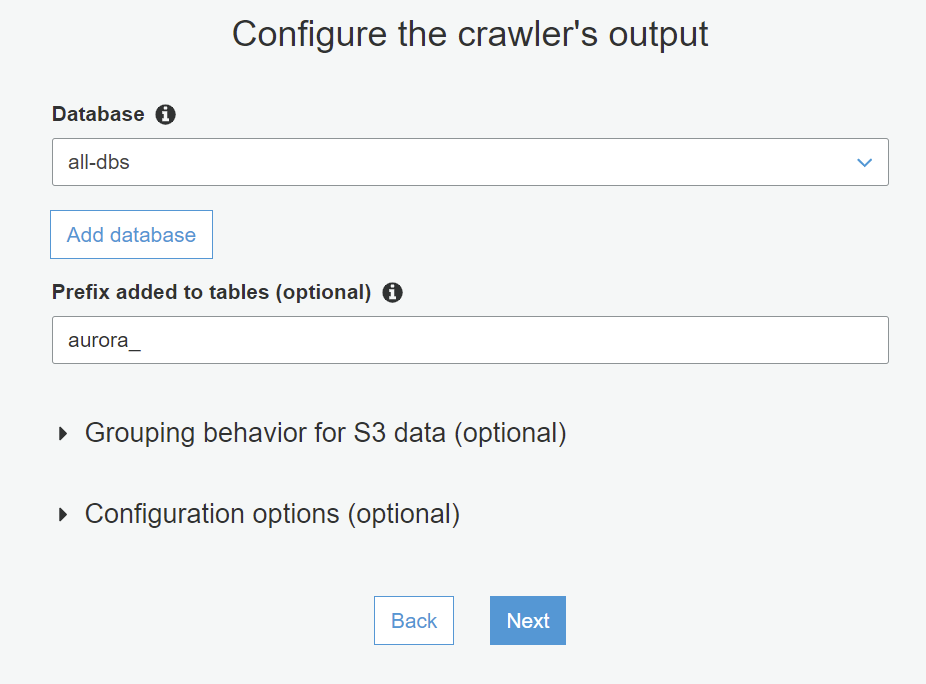 Configure the crawler's output
Database
all-dbs
Add database
Prefix added to tables (optional)
aurora_
Grouping behavior for S3 data (optional)
Configuration options (optional)
Back Next